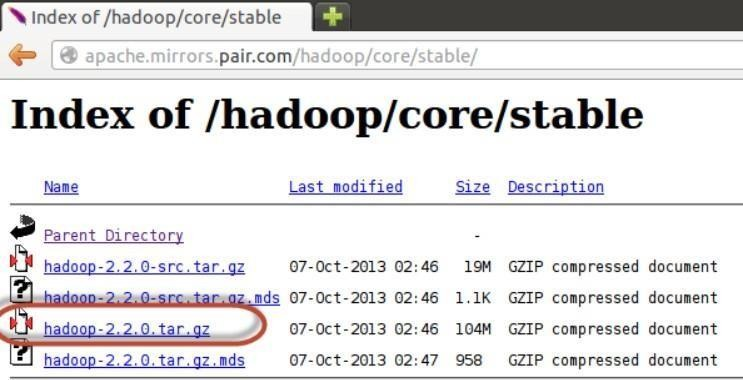 Index of /hadoop/core/stable
apache.mirrors.pair.com/hadoop/core/stable/
Index of /hadoop/core/stable
Name Last modified Size Description
Parent Directory -
hadoop-2.2.0-src.tar.gz 07-Oct-2013 02:46 19M GZIP compressed document
hadoop-2.2.0-src.tar.gz.mds 07-Oct-2013 02:46 1.1K GZIP compressed document
hadoop-2.2.0.tar.gz 07-Oct-2013 02:46 104M GZIP compressed document
hadoop-2.2.0.tar.gz.mds 07-Oct-2013 02:47 958 GZIP compressed document